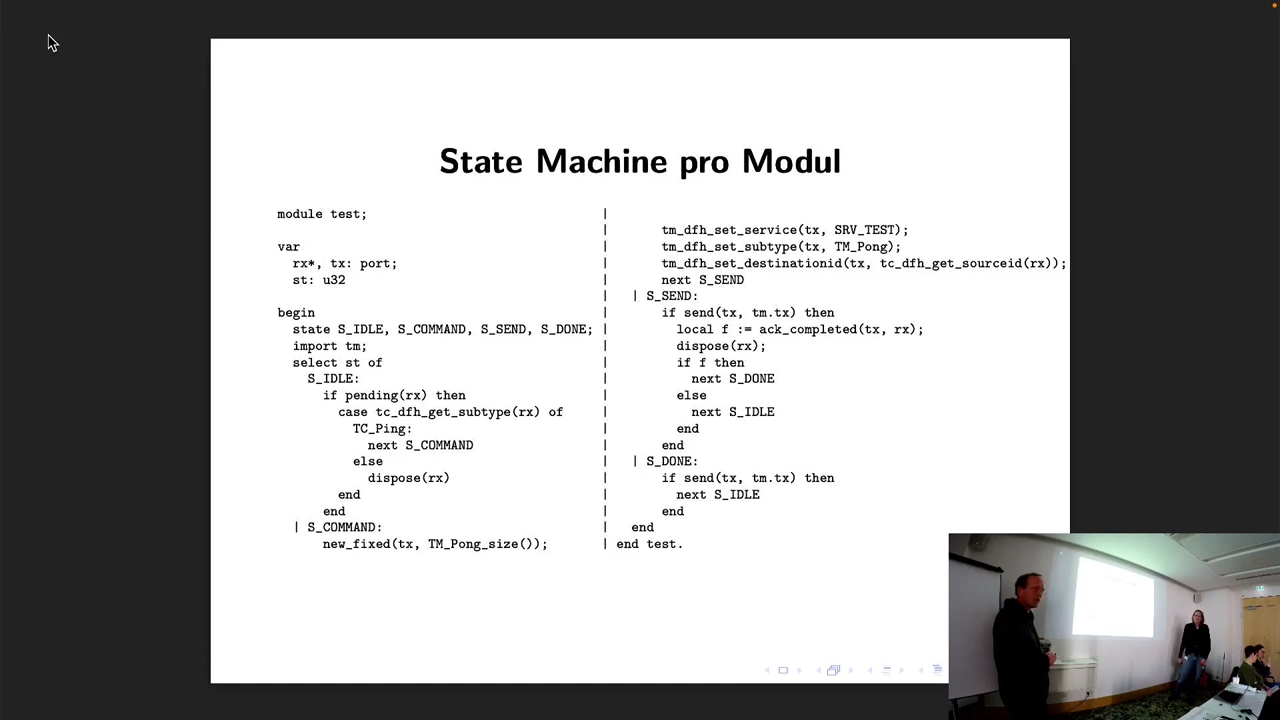 State Machine pro Modul
module test;
var
rx*, tx: port;
st: u32
begin
state S_IDLE, S_COMMAND, S_SEND, S_DONE;
import tm;
select st of
S_IDLE:
if pending(rx) then
case tc_dfh_get_subtype(rx) of
TC_Ping:
next S_COMMAND
else
dispose(rx)
end
end
| S_COMMAND:
new_fixed(tx, TM_Pong_size());
|
| tm_dfh_set_service(tx, SRV_TEST);
| tm_dfh_set_subtype(tx, TM_Pong);
| tm_dfh_set_destinationid(tx, tc_dfh_get_sourceid(rx));
| next S_SEND
| | S_SEND:
| if send(tx, tm.tx) then
| local f := ack_completed(tx, rx);
| dispose(rx);
| if f then
| next S_DONE
| else
| next S_IDLE
| end
| end
| | S_DONE:
| if send(tx, tm.tx) then
| next S_IDLE
| end
| end
| end test.